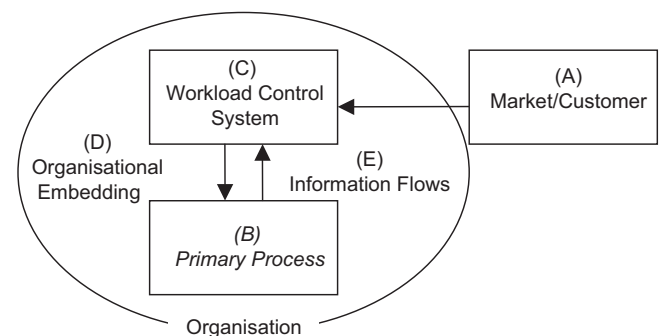 (C)
Workload Control
System
(A)
Market/Customer
(D)
Organisational
Embedding
(E)
Information Flows
(B)
Primary Process
Organisation